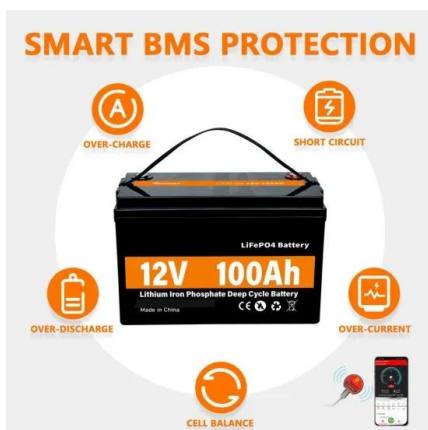 SMART BMS PROTECTION
OVER-CHARGE
SHORT CIRCUIT
LiFePO4 Battery
12V 100Ah
Lithium Iron Phosphate Deep Cycle Battery
Made in China
OVER-DISCHARGE
OVER-CURRENT
CELL BALANCE